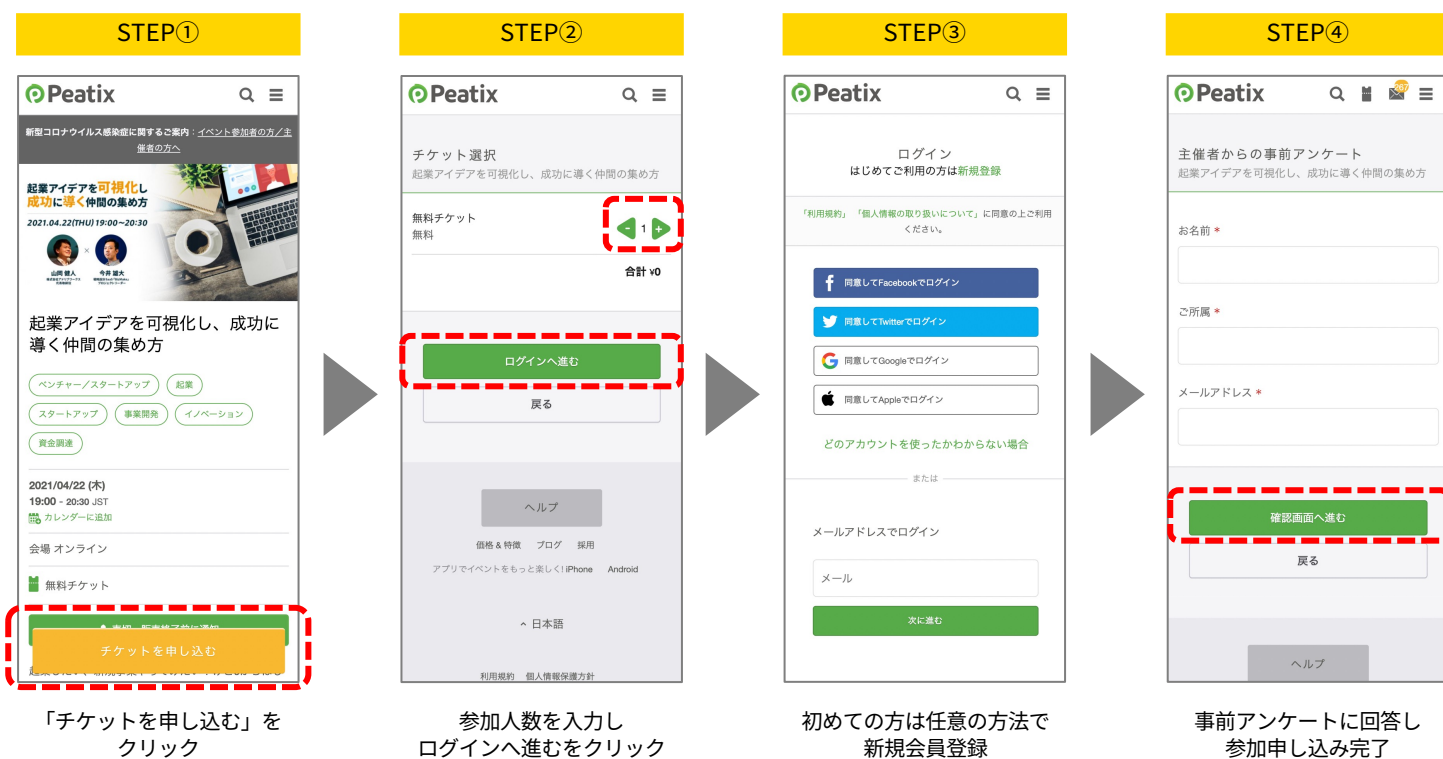 STEP①
Peatix
新型コロナウイルス感染症に関するご案内：イベント参加者の方／主
催者の方へ
起業アイデアを可視化し
成功に導く仲間の集め方
2021.04.22(THU) 19:00~20:30
山岡 健人
×
今井 雄大
起業アイデアを可視化し、成功に
導く仲間の集め方
ベンチャー／スタートアップ
起業
スタートアップ
事業開発
イノベーション
資金調達
2021/04/22 (木)
19:00 - 20:30 JST
カレンダーに追加
会場 オンライン
無料チケット
チケットを申し込む
「チケットを申し込む」を
クリック
STEP②
Peatix
チケット選択
起業アイデアを可視化し、成功に導く仲間の集め方
無料チケット
無料
- 1 +
合計 ¥0
ログインへ進む
戻る
ヘルプ
価格 & 特徴 ブログ 採用
アプリでイベントをもっと楽しく! iPhone Android
^ 日本語
利用規約 個人情報保護方針
参加人数を入力し
ログインへ進むをクリック
STEP③
Peatix
ログイン
はじめてご利用の方は新規登録
「利用規約」「個人情報の取り扱いについて」に同意の上ご利用
ください。
同意してFacebookでログイン
同意してTwitterでログイン
同意してGoogleでログイン
同意してAppleでログイン
どのアカウントを使ったかわからない場合
または
メールアドレスでログイン
メール
次に進む
初めての方は任意の方法で
新規会員登録
STEP④
Peatix
主催者からの事前アンケート
起業アイデアを可視化し、成功に導く仲間の集め方
お名前 *
ご所属 *
メールアドレス *
確認画面へ進む
戻る
ヘルプ
事前アンケートに回答し
参加申し込み完了